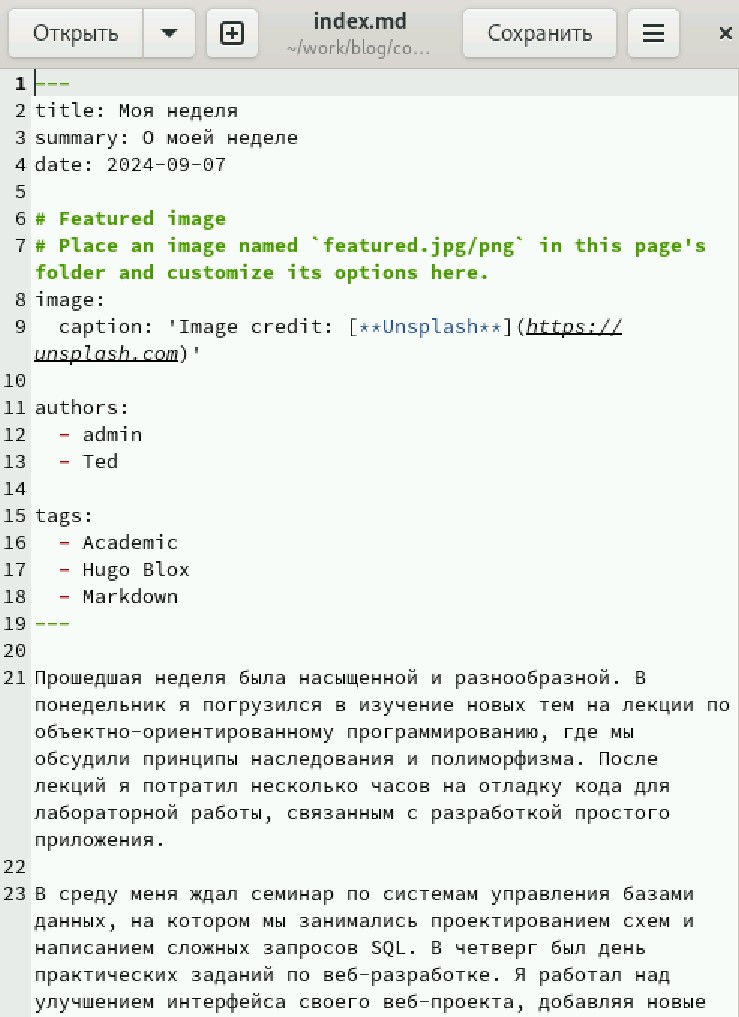 Открыть
index.md
~/work/blog/co...
Сохранить
1 ---
2 title: Моя неделя
3 summary: О моей неделе
4 date: 2024-09-07
5
6 # Featured image
7 # Place an image named `featured.jpg/png` in this page's
folder and customize its options here.
8 image:
9   caption: 'Image credit: [**Unsplash**](https://
unsplash.com)'
10
11 authors:
12   - admin
13   - Ted
14
15 tags:
16   - Academic
17   - Hugo Blox
18   - Markdown
19 ---
20
21 Прошедшая неделя была насыщенной и разнообразной. В
понедельник я погрузился в изучение новых тем на лекции по
объектно-ориентированному программированию, где мы
обсудили принципы наследования и полиморфизма. После
лекций я потратил несколько часов на отладку кода для
лабораторной работы, связанным с разработкой простого
приложения.
22
23 В среду меня ждал семинар по системам управления базами
данных, на котором мы занимались проектированием схем и
написанием сложных запросов SQL. В четверг был день
практических заданий по веб-разработке. Я работал над
улучшением интерфейса своего веб-проекта, добавляя новые